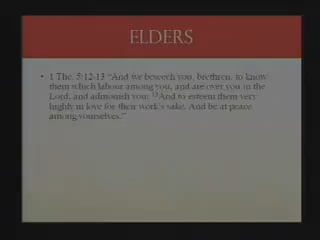 ELDERS
• 1 The. 5:12-13 "And we beseech you, brethren, to know
them which labour among you, and are over you in the
Lord, and admonish you; ¹³And to esteem them very
highly in love for their work's sake. And be at peace
among yourselves."